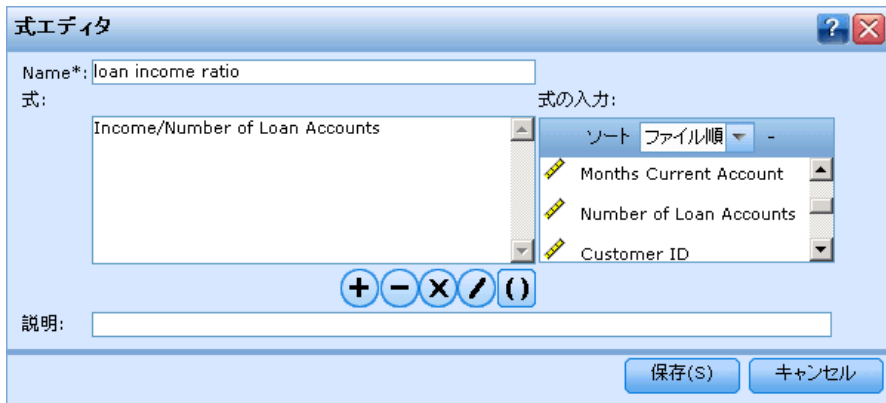 式エディタ
?
Name*: loan income ratio
式:
式の入力:
Income/Number of Loan Accounts
ソート ファイル順 -
Months Current Account
Number of Loan Accounts
Customer ID
+ - X / ()
説明:
保存(S) キャンセル